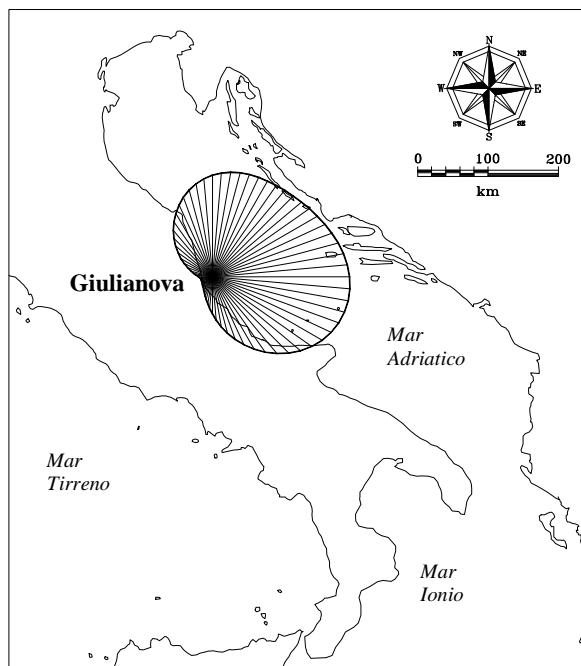 N
NW
NE
W
E
SW
SE
S
0 100 200
km
Giulianova
Mar
Adriatico
Mar
Tirreno
Mar
Ionio